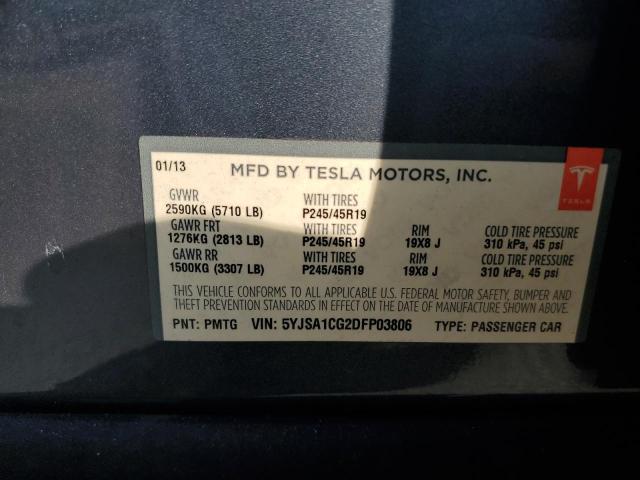 01/13 MFD BY TESLA MOTORS, INC.
TESLA
GVWR WITH TIRES
2590KG (5710 LB) P245/45R19
GAWR FRT WITH TIRES RIM COLD TIRE PRESSURE
1276KG (2813 LB) P245/45R19 19X8 J 310 kPa, 45 psi
GAWR RR WITH TIRES RIM COLD TIRE PRESSURE
1500KG (3307 LB) P245/45R19 19X8 J 310 kPa, 45 psi
THIS VEHICLE CONFORMS TO ALL APPLICABLE U.S. FEDERAL MOTOR SAFETY, BUMPER AND
THEFT PREVENTION STANDARDS IN EFFECT ON THE DATE OF MANUFACTURE SHOWN ABOVE.
PNT: PMTG VIN: 5YJSA1CG2DFP03806 TYPE: PASSENGER CAR